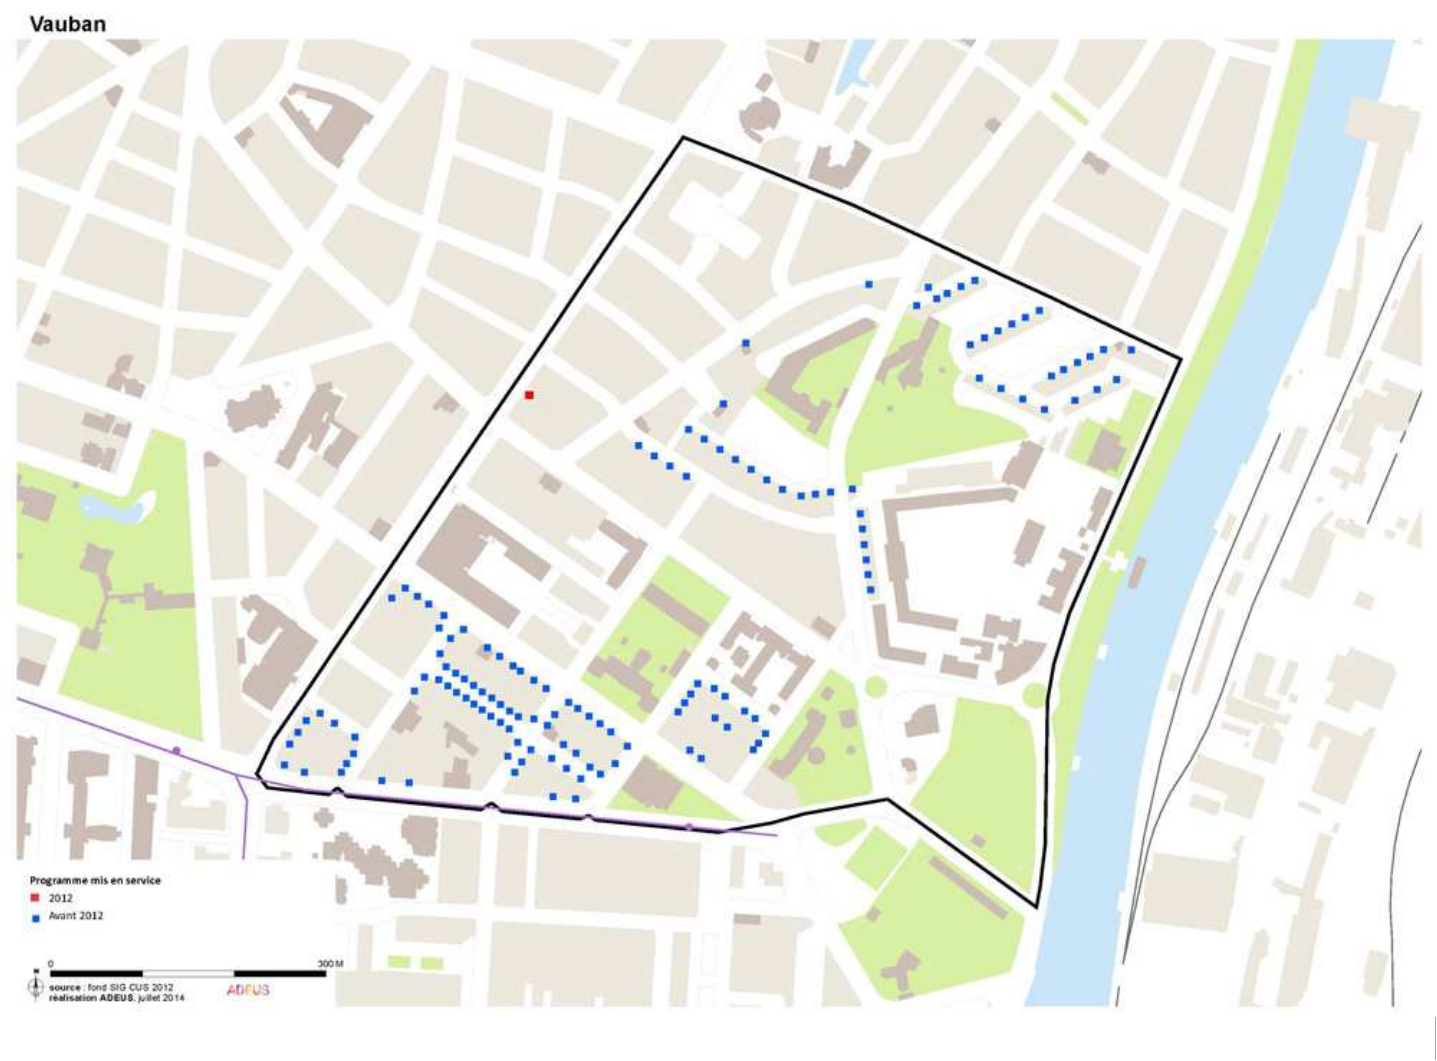 Vauban
Programme mis en service
2012
Avant 2012
0 300 M
N
source : fond SIG CUS 2012
réalisation ADEUS, juillet 2014
ADEUS